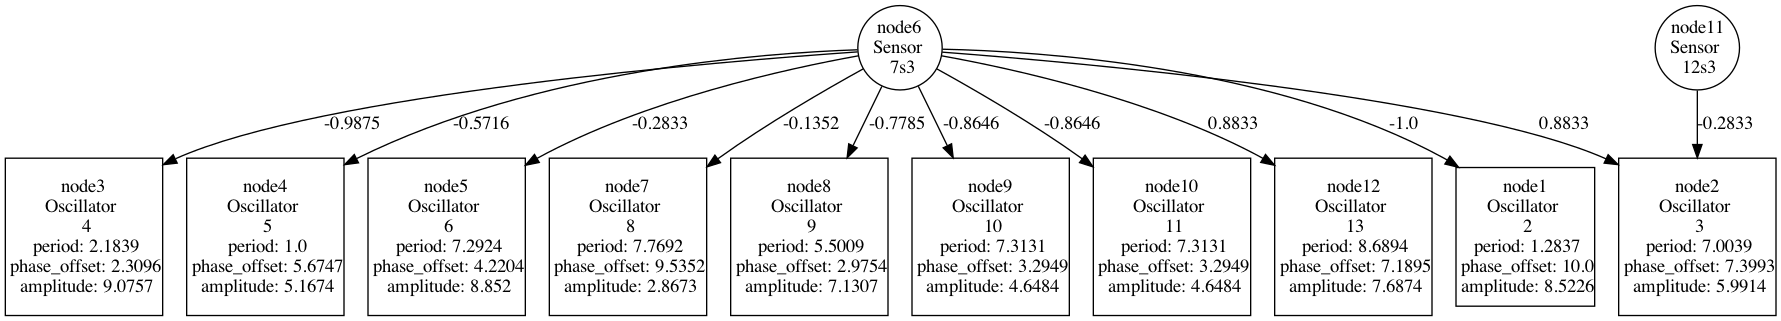 node6
Sensor
7s3
node11
Sensor
12s3
-0.9875
-0.5716
-0.2833
-0.1352
-0.7785
-0.8646
-0.8646
0.8833
-1.0
0.8833
-0.2833
node3
Oscillator
4
period: 2.1839
phase_offset: 2.3096
amplitude: 9.0757
node4
Oscillator
5
period: 1.0
phase_offset: 5.6747
amplitude: 5.1674
node5
Oscillator
6
period: 7.2924
phase_offset: 4.2204
amplitude: 8.852
node7
Oscillator
8
period: 7.7692
phase_offset: 9.5352
amplitude: 2.8673
node8
Oscillator
9
period: 5.5009
phase_offset: 2.9754
amplitude: 7.1307
node9
Oscillator
10
period: 7.3131
phase_offset: 3.2949
amplitude: 4.6484
node10
Oscillator
11
period: 7.3131
phase_offset: 3.2949
amplitude: 4.6484
node12
Oscillator
13
period: 8.6894
phase_offset: 7.1895
amplitude: 7.6874
node1
Oscillator
2
period: 1.2837
phase_offset: 10.0
amplitude: 8.5226
node2
Oscillator
3
period: 7.0039
phase_offset: 7.3993
amplitude: 5.9914